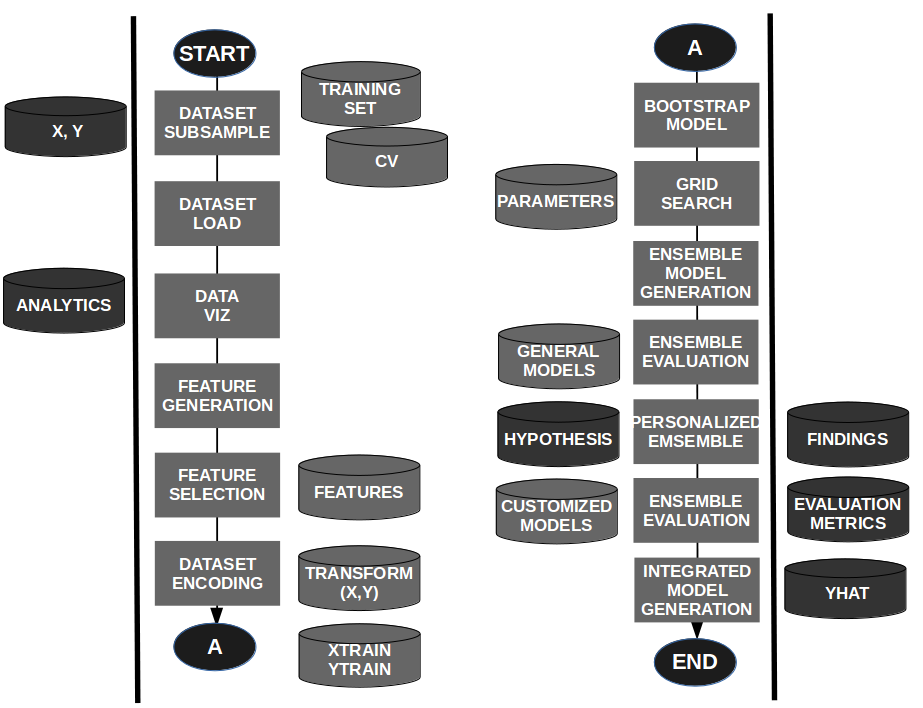 START
DATASET
SUBSAMPLE
TRAINING
SET
X, Y
CV
DATASET
LOAD
ANALYTICS
DATA
VIZ
FEATURE
GENERATION
FEATURE
SELECTION
FEATURES
DATASET
ENCODING
TRANSFORM
(X,Y)
A
XTRAIN
YTRAIN
A
BOOTSTRAP
MODEL
PARAMETERS
GRID
SEARCH
ENSEMBLE
MODEL
GENERATION
GENERAL
MODELS
ENSEMBLE
EVALUATION
HYPOTHESIS
PERSONALIZED
EMSEMBLE
FINDINGS
CUSTOMIZED
MODELS
ENSEMBLE
EVALUATION
EVALUATION
METRICS
INTEGRATED
MODEL
GENERATION
YHAT
END